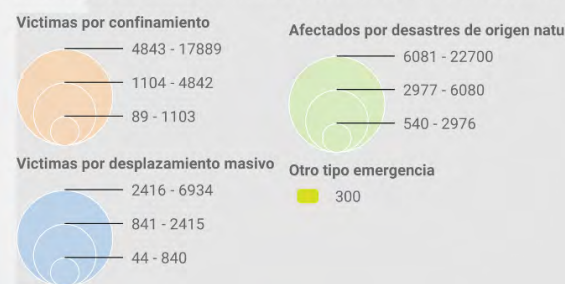 Victimas por confinamiento
4843 - 17889
1104 - 4842
89 - 1103
Victimas por desplazamiento masivo
2416 - 6934
841 - 2415
44 - 840
Afectados por desastres de origen natu
6081 - 22700
2977 - 6080
540 - 2976
Otro tipo emergencia
300